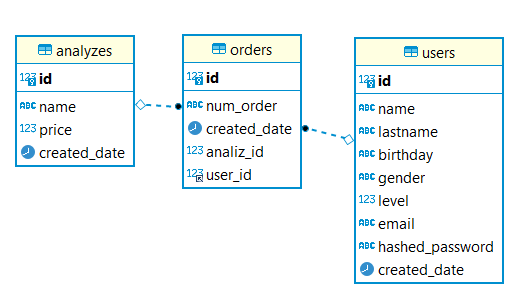 analyzes
123 id
ABC name
123 price
created_date
orders
123 id
ABC num_order
created_date
123 analiz_id
123 user_id
users
123 id
ABC name
ABC lastname
ABC birthday
ABC gender
123 level
ABC email
ABC hashed_password
created_date